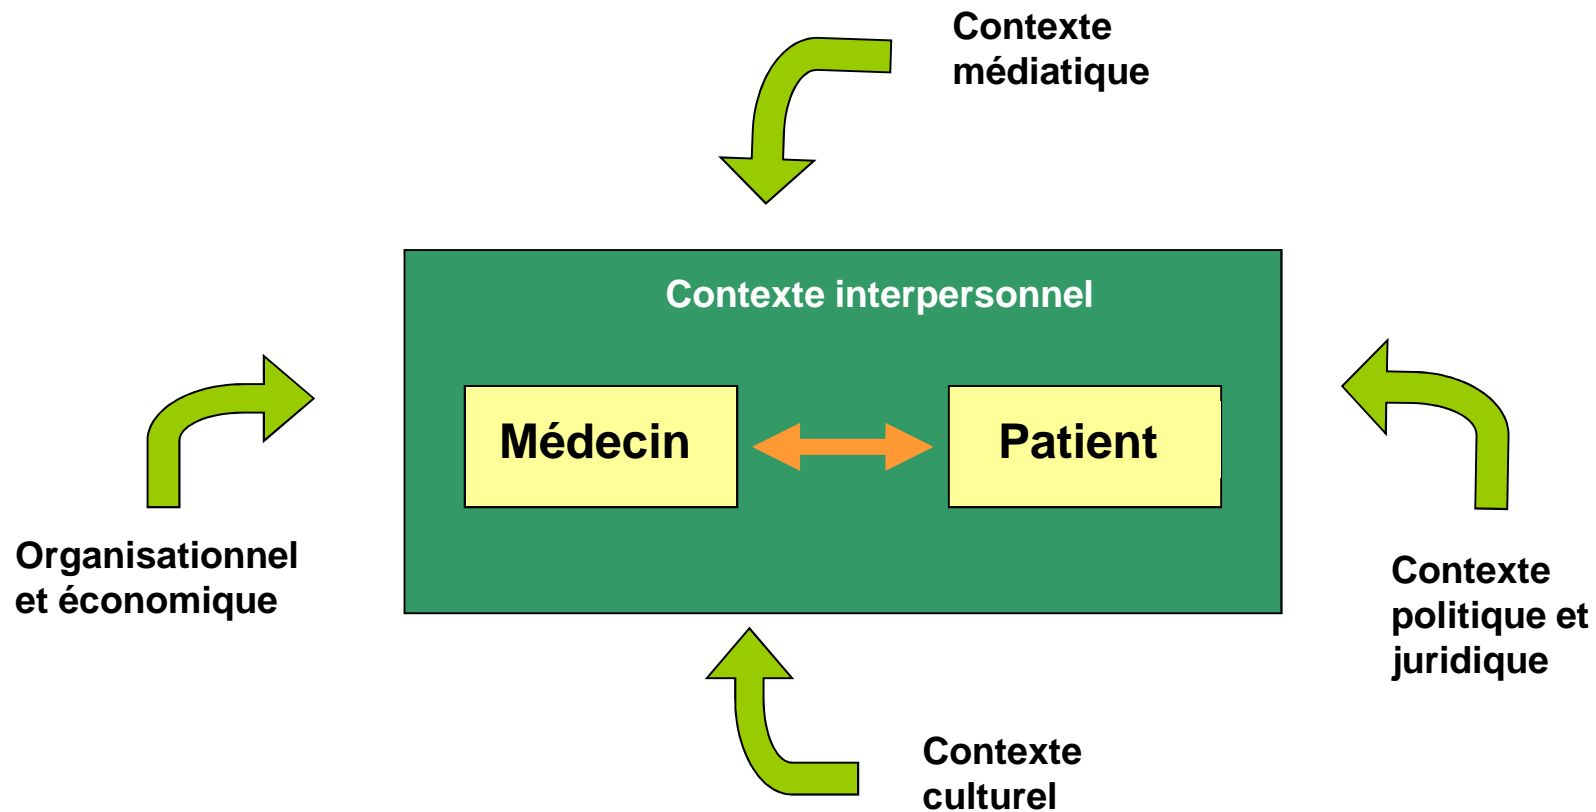 Contexte
médiatique
Contexte interpersonnel
Médecin
Patient
Organisationnel
et économique
Contexte
politique et
juridique
Contexte
culturel